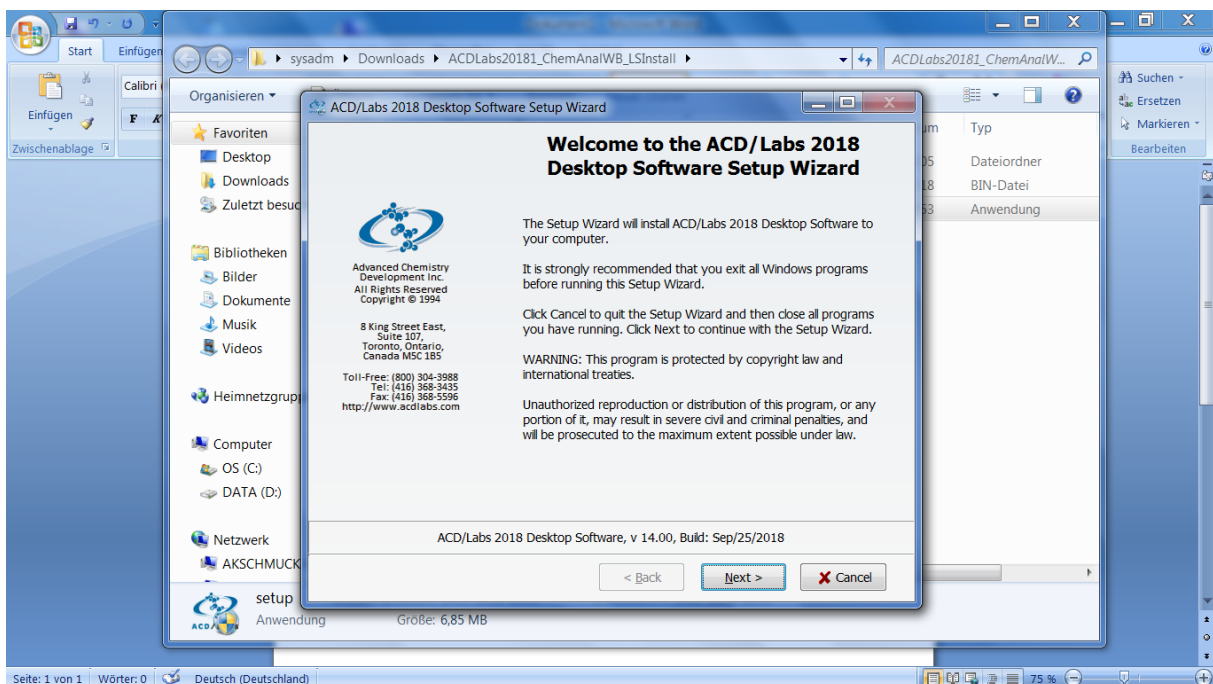 Start
Einfügen
Calibri
Einfügen
F K
Zwischenablage
Suchen
Ersetzen
Markieren
Bearbeiten
sysadm ▸ Downloads ▸ ACDLabs20181_ChemAnalWB_LSInstall ▸
ACDLabs20181_ChemAnalW...
Organisieren
Typ
Favoriten
Desktop
Dateiordner
Downloads
BIN-Datei
Zuletzt besuc
Anwendung
Bibliotheken
Bilder
Dokumente
Musik
Videos
Heimnetzgrupp
Computer
OS (C:)
DATA (D:)
Netzwerk
AKSCHMUCK
setup
Anwendung
Größe: 6,85 MB
ACD/Labs 2018 Desktop Software Setup Wizard
Welcome to the ACD/Labs 2018
Desktop Software Setup Wizard
The Setup Wizard will install ACD/Labs 2018 Desktop Software to
your computer.
It is strongly recommended that you exit all Windows programs
before running this Setup Wizard.
Click Cancel to quit the Setup Wizard and then close all programs
you have running. Click Next to continue with the Setup Wizard.
WARNING: This program is protected by copyright law and
international treaties.
Unauthorized reproduction or distribution of this program, or any
portion of it, may result in severe civil and criminal penalties, and
will be prosecuted to the maximum extent possible under law.
Advanced Chemistry
Development Inc.
All Rights Reserved
Copyright © 1994
8 King Street East,
Suite 107,
Toronto, Ontario,
Canada M5C 1B5
Toll-Free: (800) 304-3988
Tel: (416) 368-3435
Fax: (416) 368-5596
http://www.acdlabs.com
ACD/Labs 2018 Desktop Software, v 14.00, Build: Sep/25/2018
< Back
Next >
Cancel
Seite: 1 von 1
Wörter: 0
Deutsch (Deutschland)
75 %